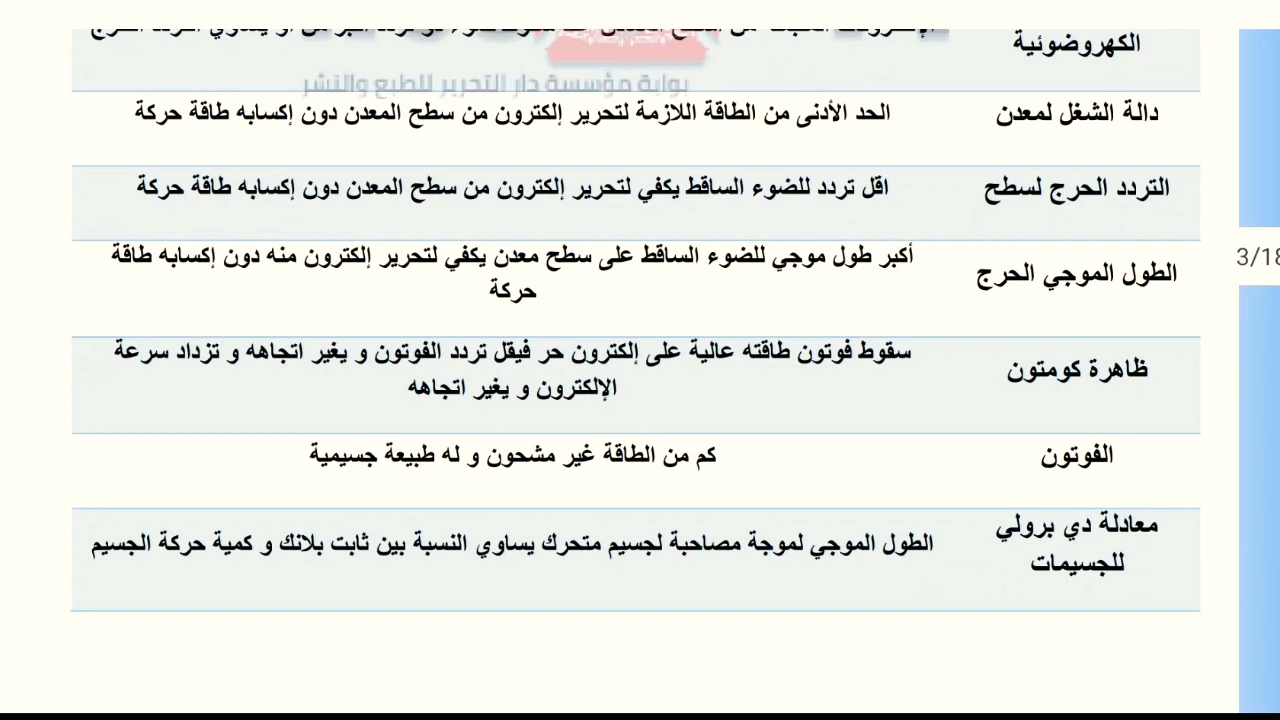 الكهروضوئية
بوابة مؤسسة دار التحرير للطبع والنشر
دالة الشغل لمعدن
الحد الأدنى من الطاقة اللازمة لتحرير إلكترون من سطح المعدن دون إكسابه طاقة حركة
التردد الحرج لسطح
اقل تردد للضوء الساقط يكفي لتحرير إلكترون من سطح المعدن دون إكسابه طاقة حركة
الطول الموجي الحرج
أكبر طول موجي للضوء الساقط على سطح معدن يكفي لتحرير إلكترون منه دون إكسابه طاقة
حركة
ظاهرة كومتون
سقوط فوتون طاقته عالية على إلكترون حر فيقل تردد الفوتون و يغير اتجاهه و تزداد سرعة
الإلكترون و يغير اتجاهه
الفوتون
كم من الطاقة غير مشحون و له طبيعة جسيمية
معادلة دي برولي
للجسيمات
الطول الموجي لموجة مصاحبة لجسيم متحرك يساوي النسبة بين ثابت بلانك و كمية حركة الجسيم
3/18